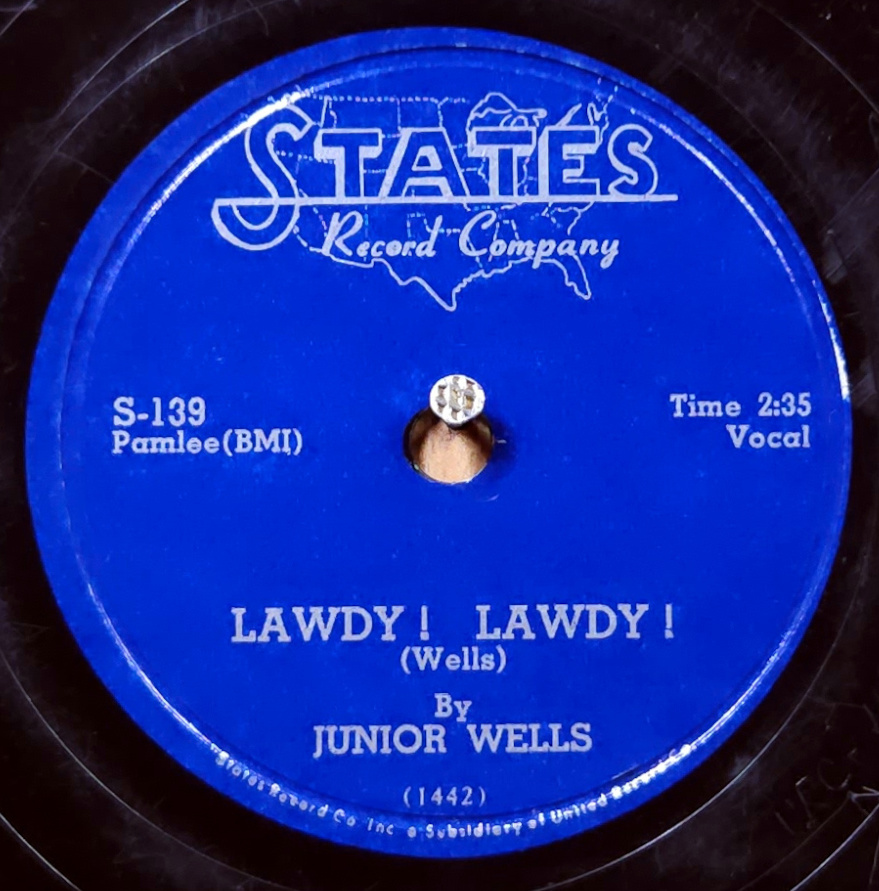 STATES
Record Company
S-139
Pamlee(BMI)
Time 2:35
Vocal
LAWDY! LAWDY!
(Wells)
By
JUNIOR WELLS
(1442)
States Record Co. Inc. a Subsidiary of United Record Co.